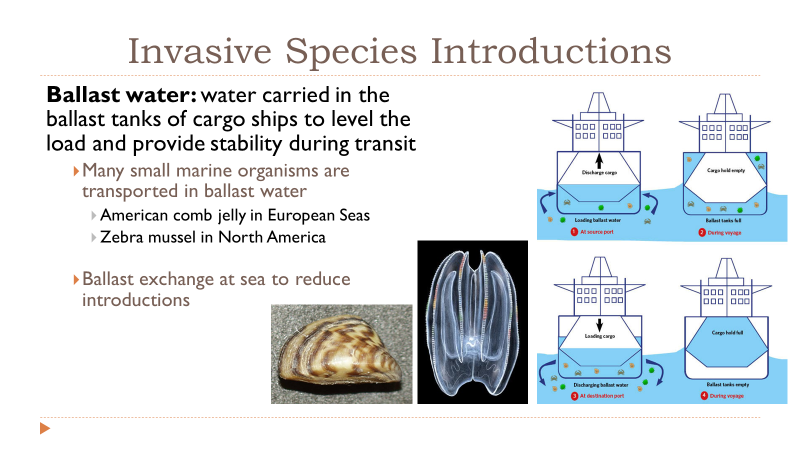 Invasive Species Introductions
Ballast water: water carried in the
ballast tanks of cargo ships to level the
load and provide stability during transit
Many small marine organisms are
transported in ballast water
American comb jelly in European Seas
Zebra mussel in North America
Ballast exchange at sea to reduce
introductions
Discharge cargo
Loading ballast water
1 At source port
Cargo hold empty
Ballast tanks full
2 During voyage
Loading cargo
Discharging ballast water
3 At destination port
Cargo hold full
Ballast tanks empty
4 During voyage